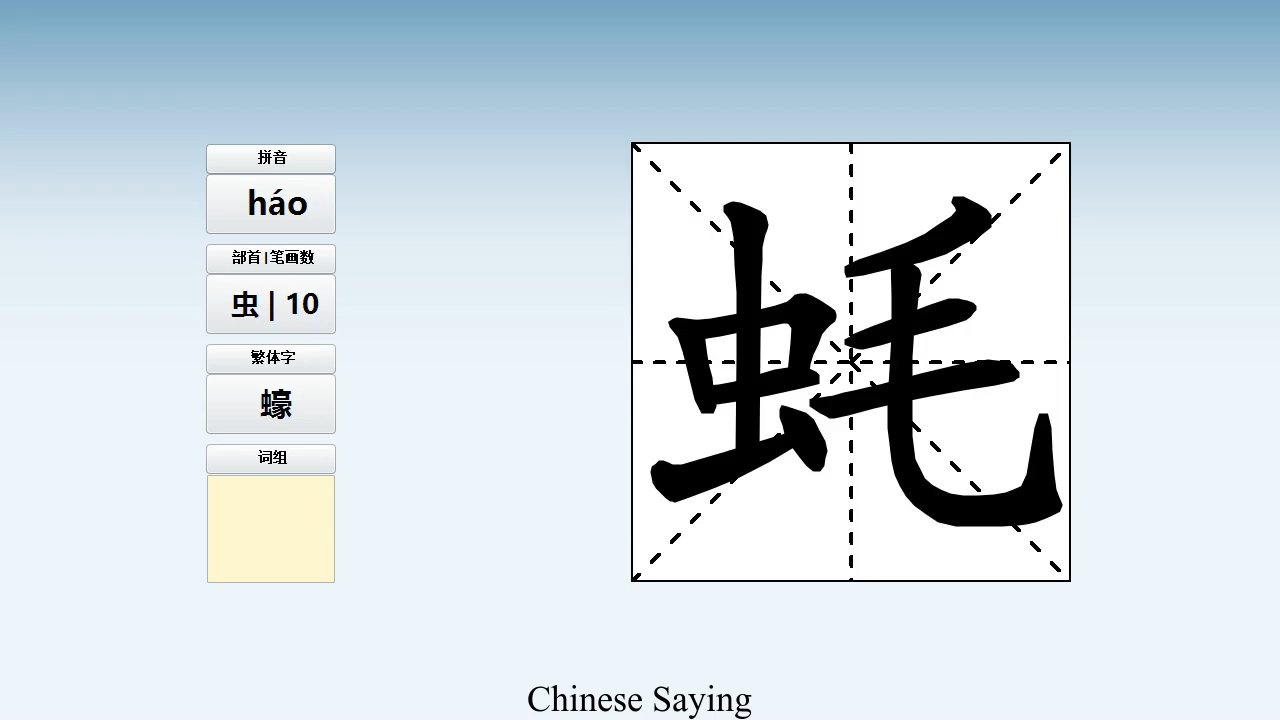 拼音
háo
部首|笔画数
虫 | 10
繁体字
蠔
词组
蚝
Chinese Saying